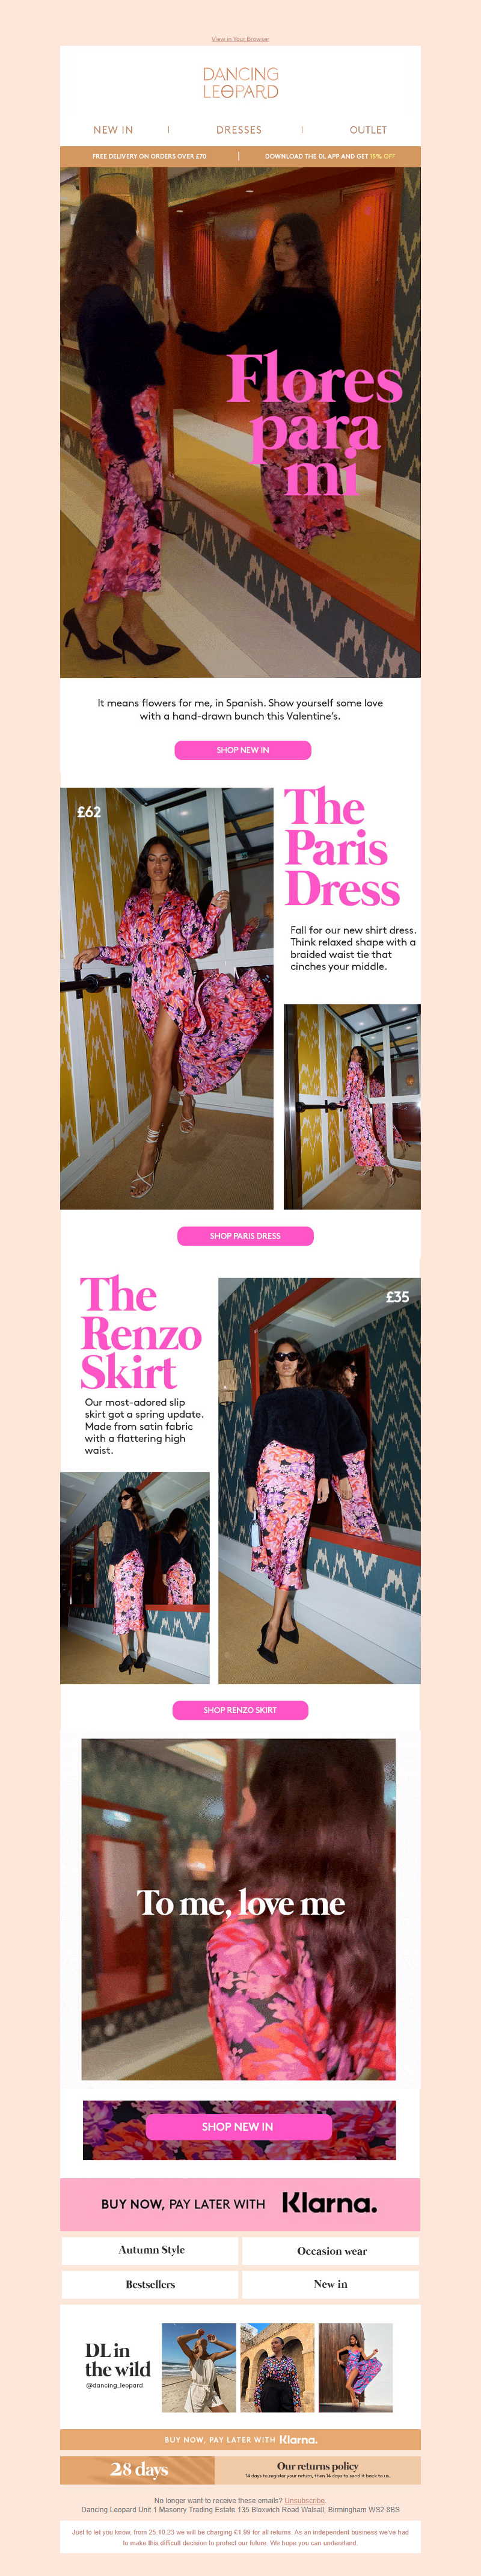 View in Your Browser
DANCING
LEOPARD
NEW IN | DRESSES | OUTLET
FREE DELIVERY ON ORDERS OVER £70 | DOWNLOAD THE DL APP AND GET 15% OFF
Flores
para
mi
It means flowers for me, in Spanish. Show yourself some love
with a hand-drawn bunch this Valentine's.
SHOP NEW IN
£62
The
Paris
Dress
Fall for our new shirt dress.
Think relaxed shape with a
braided waist tie that
cinches your middle.
SHOP PARIS DRESS
The
Renzo
Skirt
Our most-adored slip
skirt got a spring update.
Made from satin fabric
with a flattering high
waist.
£35
SHOP RENZO SKIRT
To me, love me
SHOP NEW IN
BUY NOW, PAY LATER WITH Klarna.
Autumn Style
Occasion wear
Bestsellers
New in
DL in
the wild
@dancing_leopard
BUY NOW, PAY LATER WITH Klarna.
28 days
Our returns policy
14 days to register your return, then 14 days to send it back to us.
No longer want to receive these emails? Unsubscribe.
Dancing Leopard Unit 1 Masonry Trading Estate 135 Bloxwich Road Walsall, Birmingham WS2 8BS
Just to let you know, from 25.10.23 we will be charging £1.99 for all returns. As an independent business we've had
to make this difficult decision to protect our future. We hope you can understand.